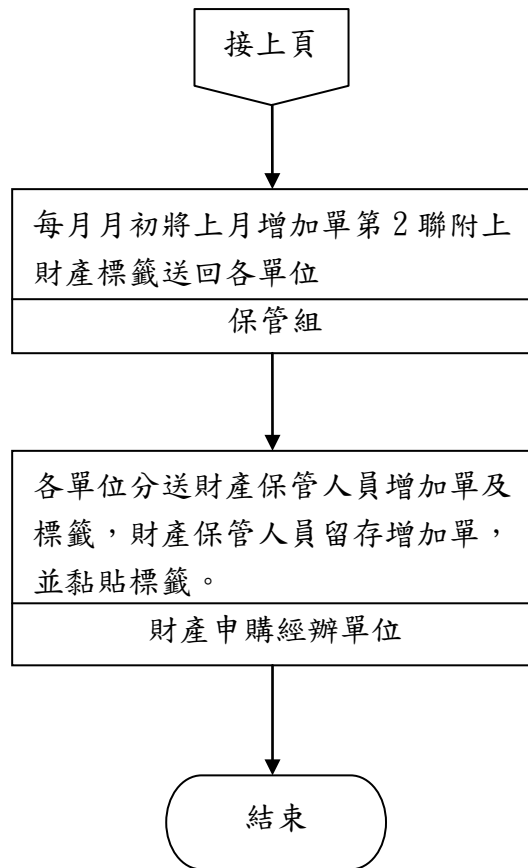 接上頁
每月月初將上月增加單第2聯附上
財產標籤送回各單位
保管組
各單位分送財產保管人員增加單及
標籤，財產保管人員留存增加單，
並黏貼標籤。
財產申購經辦單位
結束